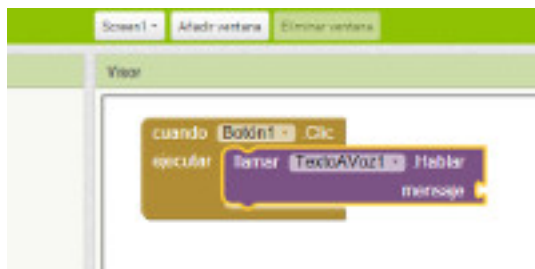 Screen1 Añadir ventana Eliminar ventana
Visor
cuando Botón1 .Clic
ejecutar llamar TextoAVoz1 .Hablar
mensaje